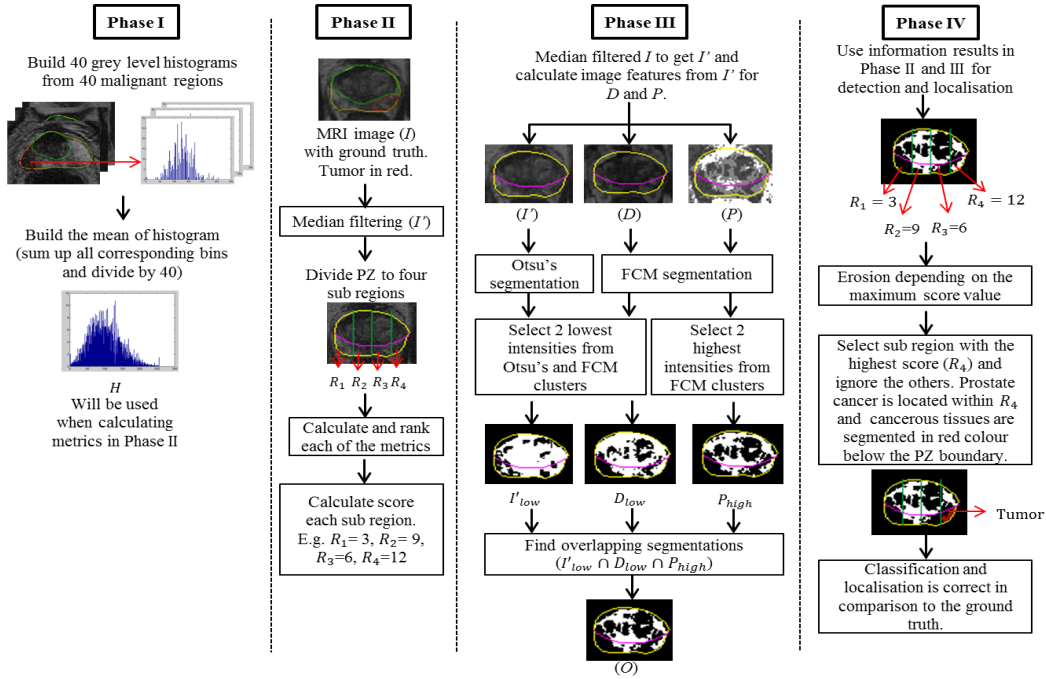 Phase I
Build 40 grey level histograms
from 40 malignant regions
Build the mean of histogram
(sum up all corresponding bins
and divide by 40)
H
Will be used
when calculating
metrics in Phase II
Phase II
MRI image (I)
with ground truth.
Tumor in red.
Median filtering (I’)
Divide PZ to four
sub regions
R₁ R₂ R₃ R₄
Calculate and rank
each of the metrics
Calculate score
each sub region.
E.g. R₁= 3, R₂= 9,
R₃=6, R₄=12
Phase III
Median filtered I to get I’ and
calculate image features from I’ for
D and P.
(I’) (D) (P)
Otsu’s
segmentation
FCM segmentation
Select 2 lowest
intensities from
Otsu’s and FCM
clusters
Select 2
highest
intensities from
FCM clusters
I'low Dlow Phigh
Find overlapping segmentations
(I'low ∩ Dlow ∩ Phigh)
(O)
Phase IV
Use information results in
Phase II and III for
detection and localisation
R₁ = 3 R₄ = 12
R₂=9 R₃=6
Erosion depending on the
maximum score value
Select sub region with the
highest score (R₄) and
ignore the others. Prostate
cancer is located within R₄
and cancerous tissues are
segmented in red colour
below the PZ boundary.
Tumor
Classification and
localisation is correct in
comparison to the ground
truth.